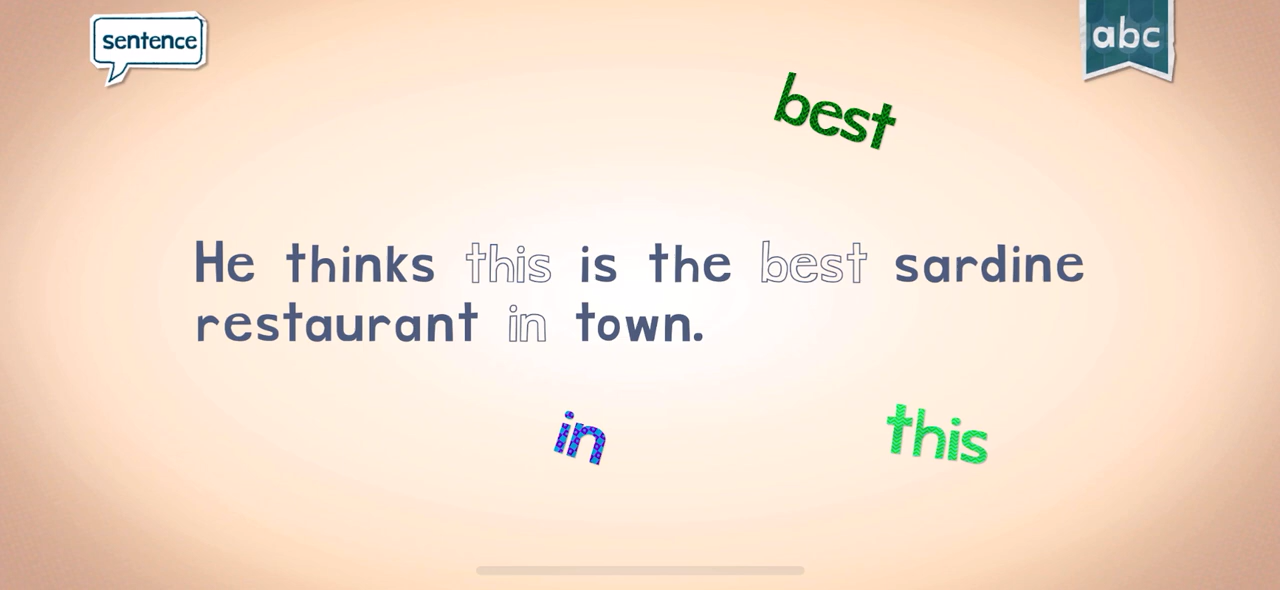 sentence
abc
best
He thinks this is the best sardine
restaurant in town.
in
this